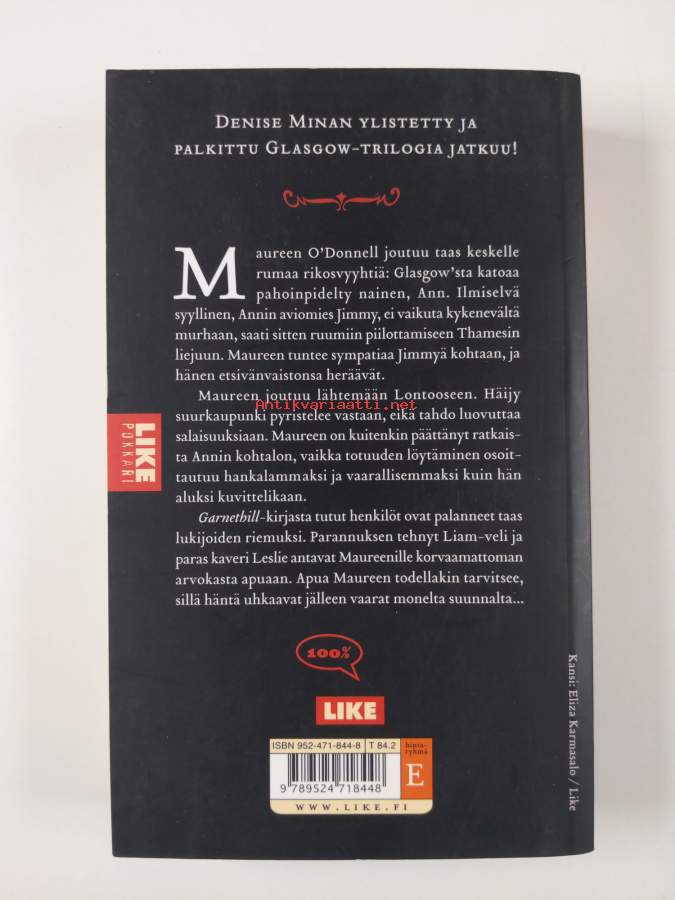 Denise Minan ylistetty ja
palkittu Glasgow-trilogia jatkuu!
Maureen O'Donnell joutuu taas keskelle
rumaa rikosvyyhtiä: Glasgow'sta katoaa
pahoinpidelty nainen, Ann. Ilmiselvä
syyllinen, Annin aviomies Jimmy, ei vaikuta kykenevältä
murhaan, saati sitten ruumiin piilottamiseen Thamesin
liejuun. Maureen tuntee sympatiaa Jimmyä kohtaan, ja
hänen etsivänvaistonsa heräävät.
Maureen joutuu lähtemään Lontooseen. Häijy
suurkaupunki pyristelee vastaan, eikä tahdo luovuttaa
salaisuuksiaan. Maureen on kuitenkin päättänyt ratkais-
ta Annin kohtalon, vaikka totuuden löytäminen osoit-
tautuu hankalammaksi ja vaarallisemmaksi kuin hän
aluksi kuvittelikaan.
Garnethill-kirjasta tutut henkilöt ovat palanneet taas
lukijoiden riemuksi. Parannuksen tehnyt Liam-veli ja
paras kaveri Leslie antavat Maureenille korvaamattoman
arvokasta apuaan. Apua Maureen todellakin tarvitsee,
sillä häntä uhkaavat jälleen vaarat monelta suunnalta...
Antikvariaatti.net
LIKE
POKKARI
100%
LIKE
ISBN 952-471-844-8
T 84.2
hinta-
ryhmä
E
9 789524 718448
WWW.LIKE.FI
Kansi: Eliza Karmasalo / Like